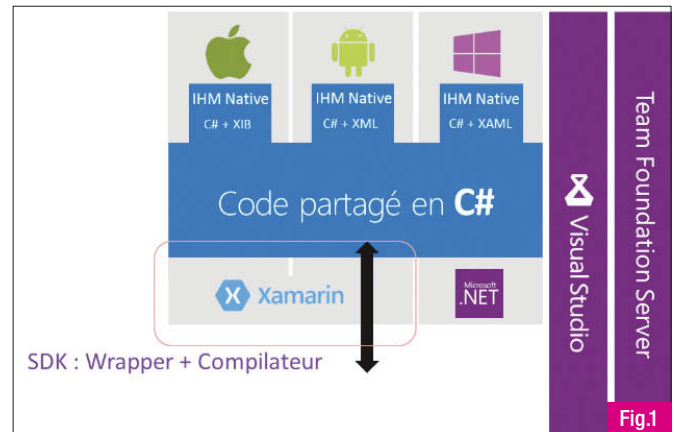 IHM Native
C# + XIB
IHM Native
C# + XML
IHM Native
C# + XAML
Code partagé en C#
Xamarin
Microsoft
.NET
SDK : Wrapper + Compilateur
Visual Studio
Team Foundation Server
Fig.1